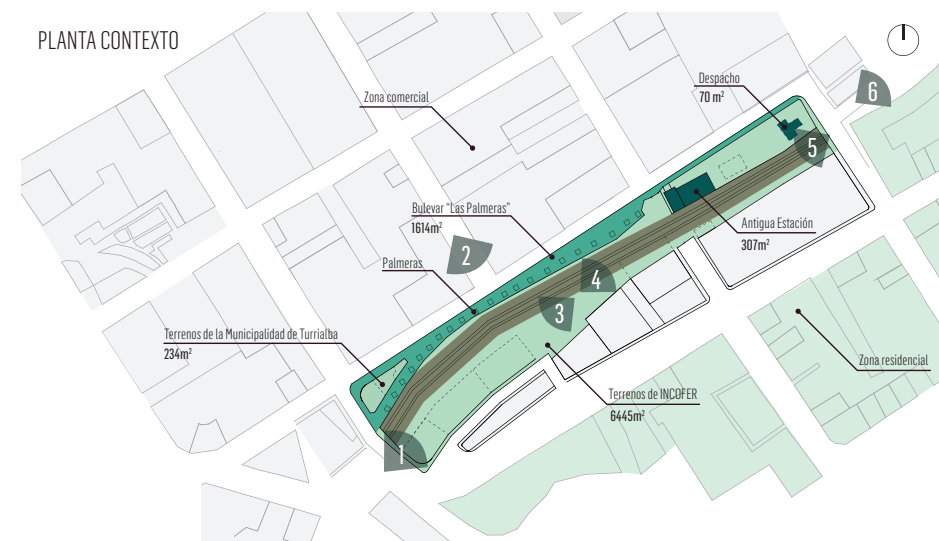 PLANTA CONTEXTO
Despacho
70 m²
6
Zona comercial
5
Bulevar "Las Palmeras"
1614m²
Antigua Estación
307m²
2
Palmeras
4
3
Terrenos de la Municipalidad de Turrialba
234m²
Zona residencial
Terrenos de INCOFER
6445m²
1